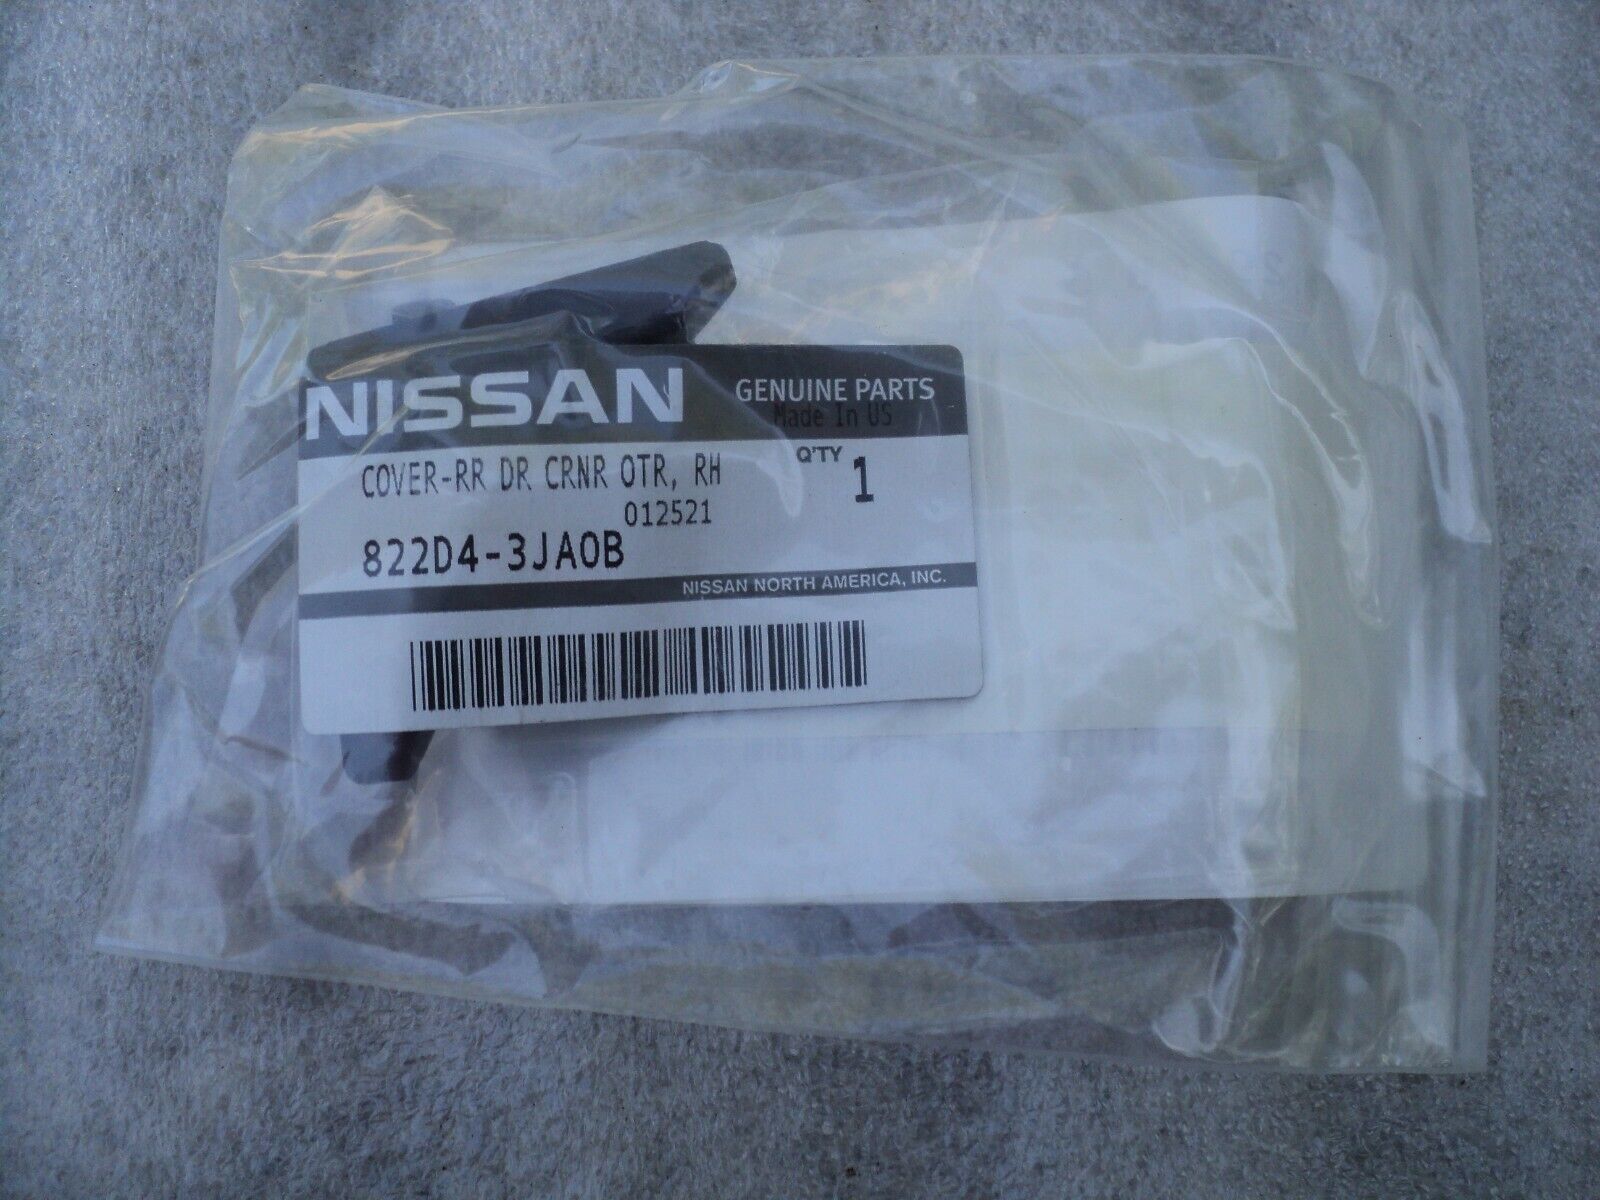 NISSAN
GENUINE PARTS
Made In US
COVER-RR DR CRNR OTR, RH
Q'TY 1
012521
822D4-3JA0B
NISSAN NORTH AMERICA, INC.